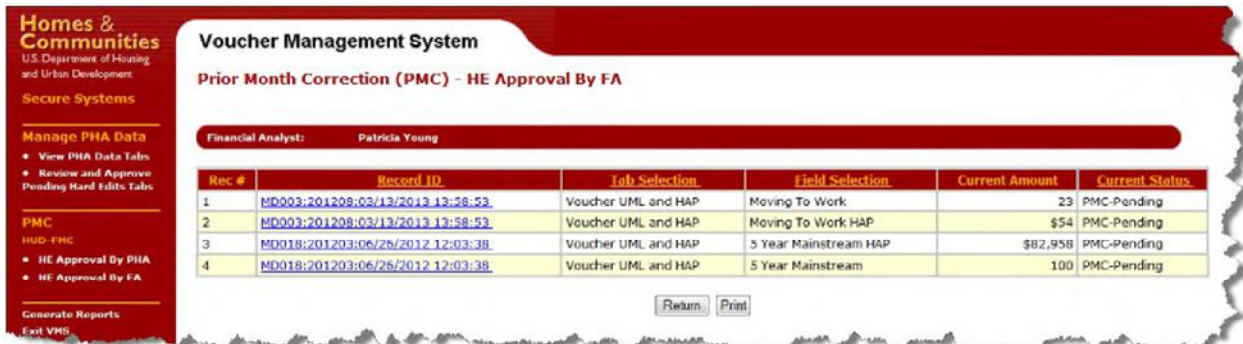 Homes &
Communities
U.S. Department of Housing
and Urban Development
Secure Systems
Manage PHA Data
• View PHA Data Tabs
• Review and Approve
Pending Hard Edits Tabs
PMC
HUD-FMC
• HE Approval By PHA
• HE Approval By FA
Generate Reports
Exit VMS
Voucher Management System
Prior Month Correction (PMC) - HE Approval By FA
Financial Analyst: Patricia Young
Rec # Record ID Tab Selection Field Selection Current Amount Current Status
1 MD003:201208:03/13/2013 13:58:53 Voucher UML and HAP Moving To Work 23 PMC-Pending
2 MD003:201208:03/13/2013 13:58:53 Voucher UML and HAP Moving To Work HAP $54 PMC-Pending
3 MD018:201203:06/26/2012 12:03:38 Voucher UML and HAP 5 Year Mainstream HAP $82,958 PMC-Pending
4 MD018:201203:06/26/2012 12:03:38 Voucher UML and HAP 5 Year Mainstream 100 PMC-Pending
Return Print